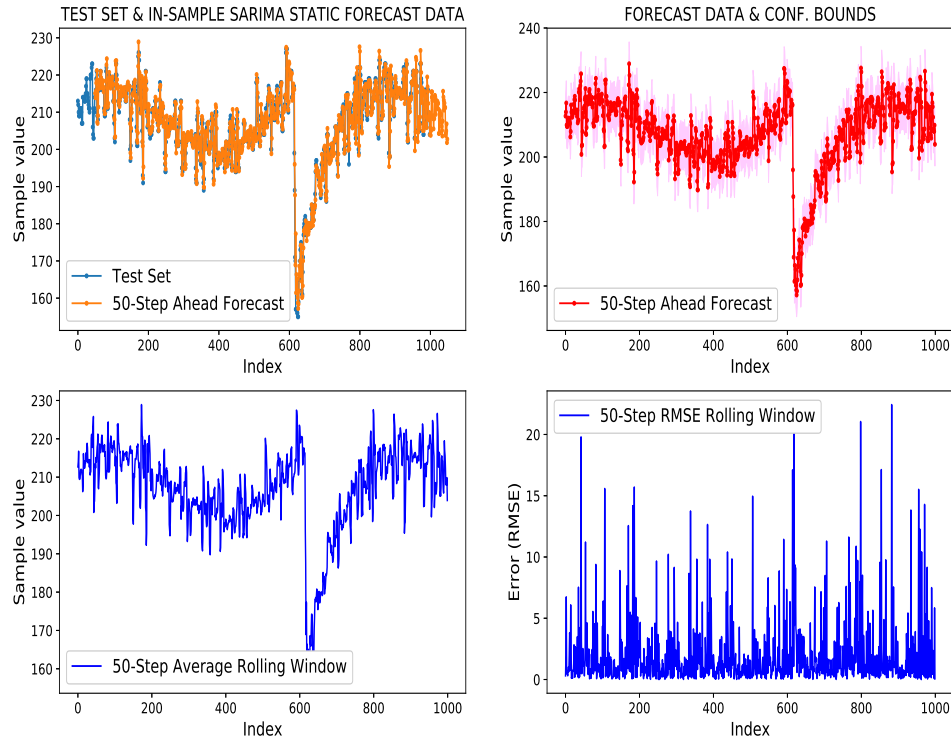 TEST SET & IN-SAMPLE SARIMA STATIC FORECAST DATA
230
220
210
200
190
180
170
160
Sample value
Test Set
50-Step Ahead Forecast
0 200 400 600 800 1000
Index
FORECAST DATA & CONF. BOUNDS
240
220
200
180
160
Sample value
50-Step Ahead Forecast
0 200 400 600 800 1000
Index
230
220
210
200
190
180
170
160
Sample value
50-Step Average Rolling Window
0 200 400 600 800 1000
Index
50-Step RMSE Rolling Window
20
15
10
5
0
Error (RMSE)
0 200 400 600 800 1000
Index